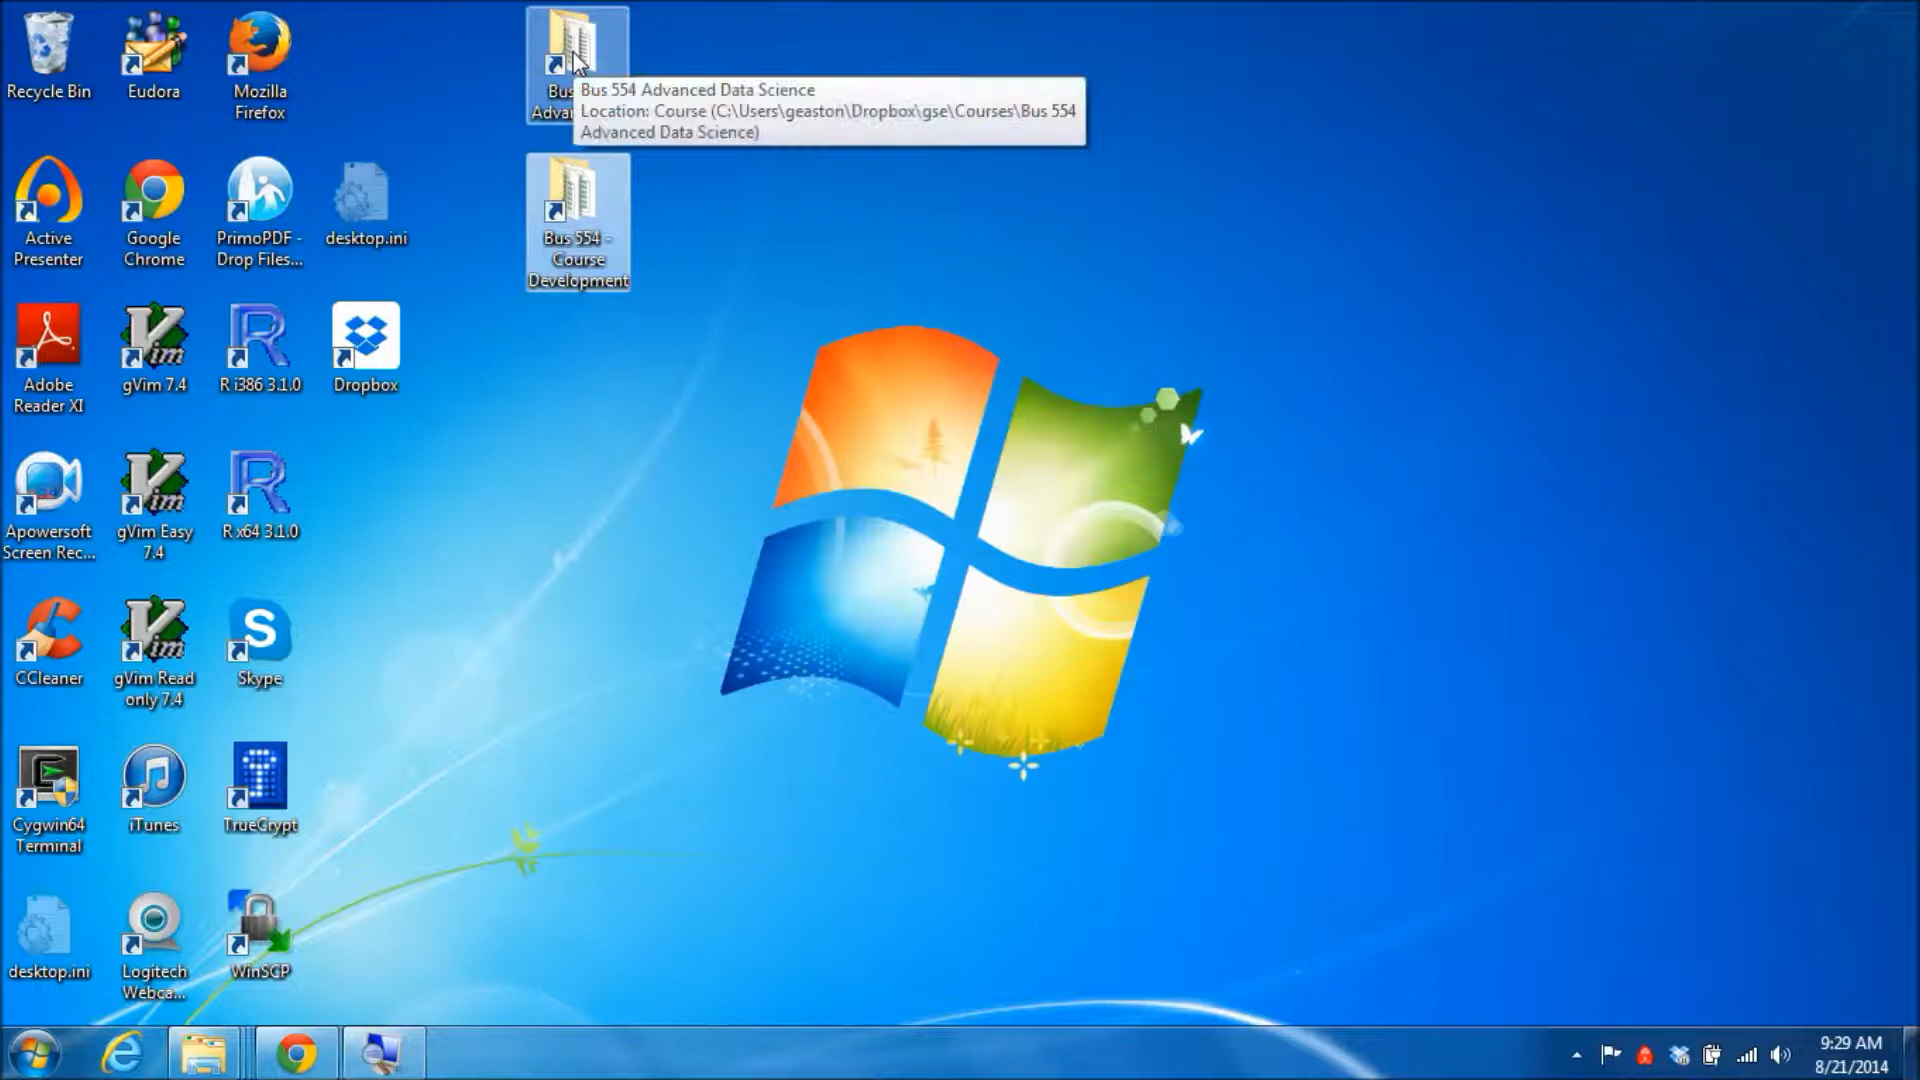 Recycle Bin
Eudora
Mozilla
Firefox
Bus
Advan
Bus 554 Advanced Data Science
Location: Course (C:\Users\geaston\Dropbox\gse\Courses\Bus 554
Advanced Data Science)
Active
Presenter
Google
Chrome
PrimoPDF -
Drop Files...
desktop.ini
Bus 554 -
Course
Development
Adobe
Reader XI
gVim 7.4
R i386 3.1.0
Dropbox
Apowersoft
Screen Rec...
gVim Easy
7.4
R x64 3.1.0
CCleaner
gVim Read
only 7.4
Skype
Cygwin64
Terminal
iTunes
TrueCrypt
desktop.ini
Logitech
Webca...
WinSCP
9:29 AM
8/21/2014